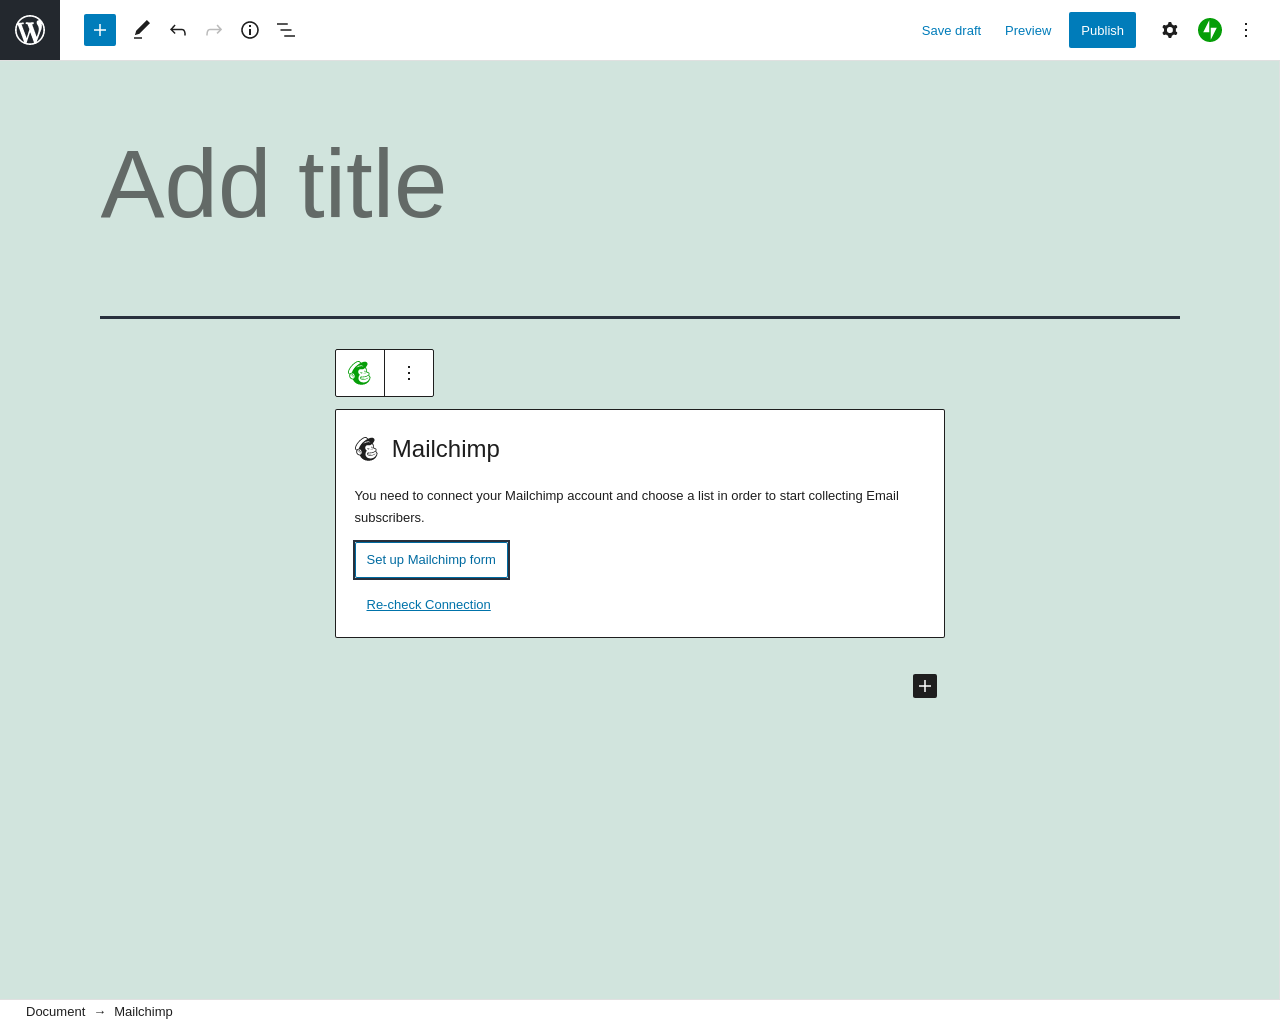 Save draft Preview Publish
Add title
Mailchimp
You need to connect your Mailchimp account and choose a list in order to start collecting Email
subscribers.
Set up Mailchimp form
Re-check Connection
Document → Mailchimp